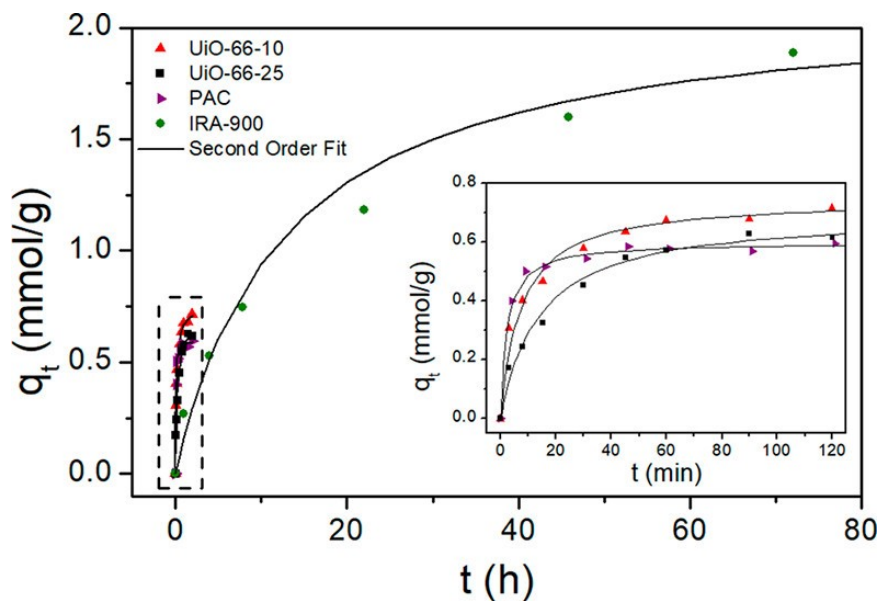 2.0
1.5
1.0
0.5
0.0
qt (mmol/g)
UiO-66-10
UiO-66-25
PAC
IRA-900
Second Order Fit
0.8
0.6
0.4
0.2
0.0
qt (mmol/g)
0 20 40 60 80 100 120
t (min)
0 20 40 60 80
t (h)